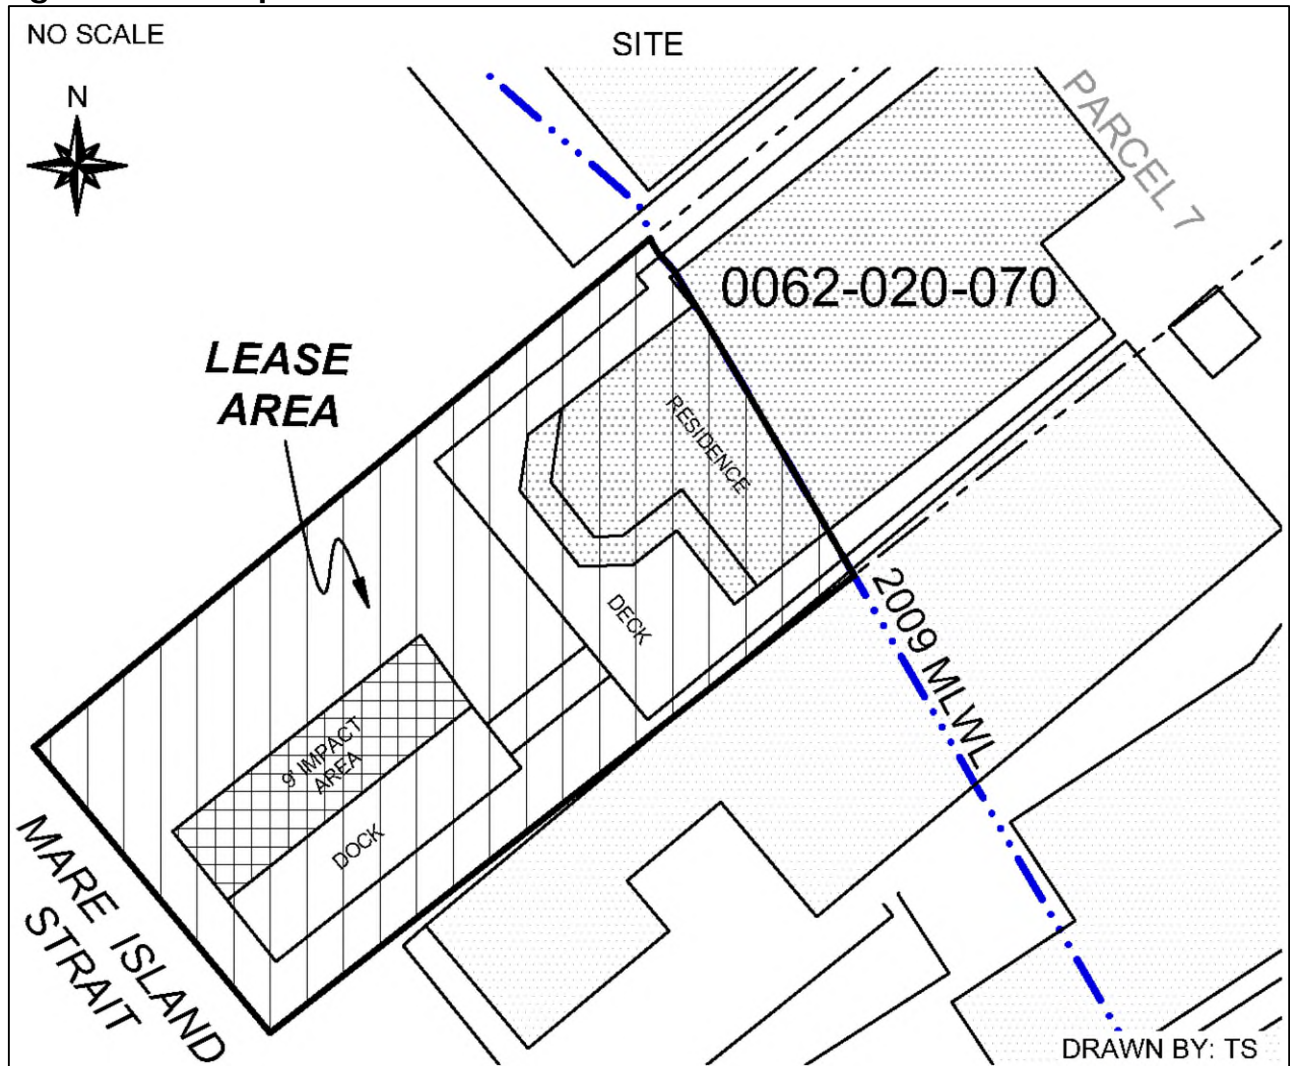 NO SCALE
SITE
N
PARCEL 7
0062-020-070
LEASE
AREA
RESIDENCE
DECK
2009 MLWL
9' IMPACT
AREA
DOCK
MARE ISLAND
STRAIT
DRAWN BY: TS